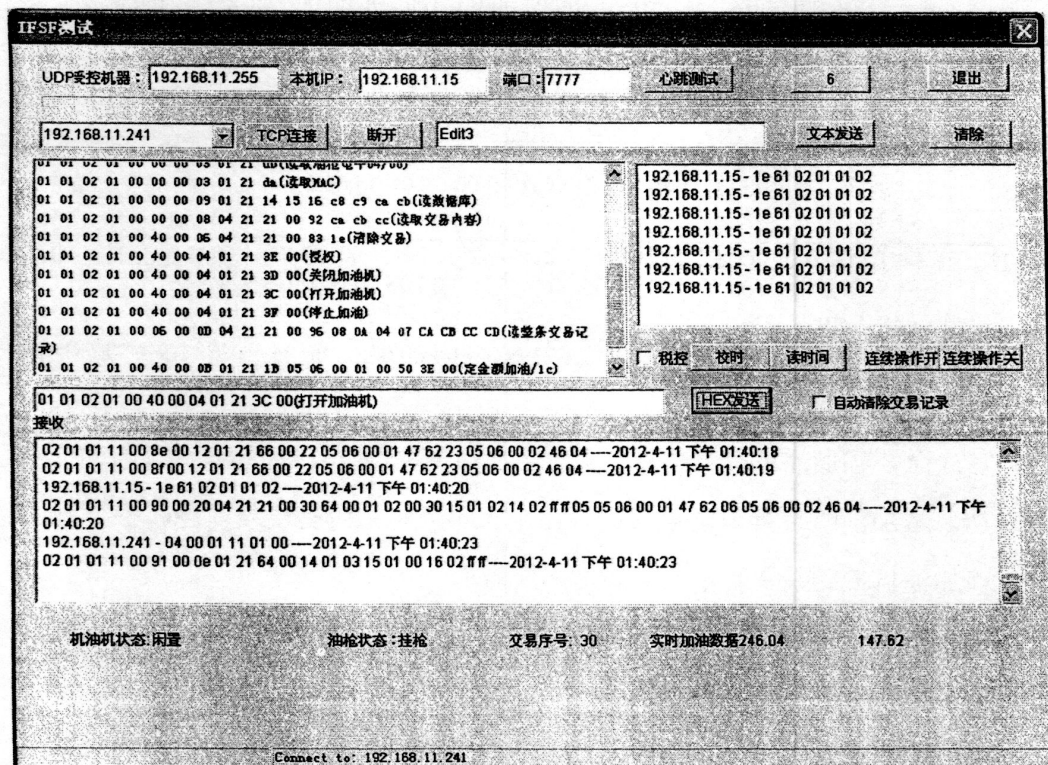 IFSF测试
UDP受控机器： 192.168.11.255 本机IP： 192.168.11.15 端口： 7777 心跳测试 6 退出
192.168.11.241 TCP连接 断开 Edit3 文本发送 清除
01 01 02 01 00 00 00 03 01 21 db(读取油枪电平04/08)
01 01 02 01 00 00 00 03 01 21 da(读取MAC)
01 01 02 01 00 00 00 09 01 21 14 15 16 c8 c9 ca cb(读数据库)
01 01 02 01 00 00 00 08 04 21 21 00 92 ca cb cc(读取交易内容)
01 01 02 01 00 40 00 06 04 21 21 00 83 1e(清除交易)
01 01 02 01 00 40 00 04 01 21 3E 00(授权)
01 01 02 01 00 40 00 04 01 21 3D 00(关闭加油机)
01 01 02 01 00 40 00 04 01 21 3C 00(打开加油机)
01 01 02 01 00 40 00 04 01 21 3F 00(停止加油)
01 01 02 01 00 06 00 0D 04 21 21 00 96 08 0A 04 07 CA CB CC CD(读整条交易记
录)
01 01 02 01 00 40 00 0B 01 21 1B 05 06 00 01 00 50 3E 00(定金额加油/1c)
192.168.11.15 - 1e 61 02 01 01 02
192.168.11.15 - 1e 61 02 01 01 02
192.168.11.15 - 1e 61 02 01 01 02
192.168.11.15 - 1e 61 02 01 01 02
192.168.11.15 - 1e 61 02 01 01 02
192.168.11.15 - 1e 61 02 01 01 02
192.168.11.15 - 1e 61 02 01 01 02
税控 校时 读时间 连续操作开 连续操作关
01 01 02 01 00 40 00 04 01 21 3C 00(打开加油机) HEX发送 自动清除交易记录
接收
02 01 01 11 00 8e 00 12 01 21 66 00 22 05 06 00 01 47 62 23 05 06 00 02 46 04 ----2012-4-11 下午 01:40:18
02 01 01 11 00 8f 00 12 01 21 66 00 22 05 06 00 01 47 62 23 05 06 00 02 46 04 ----2012-4-11 下午 01:40:19
192.168.11.15 - 1e 61 02 01 01 02 ----2012-4-11 下午 01:40:20
02 01 01 11 00 90 00 20 04 21 21 00 30 64 00 01 02 00 30 15 01 02 14 02 ff ff 05 05 06 00 01 47 62 06 05 06 00 02 46 04 ----2012-4-11 下午
01:40:20
192.168.11.241 - 04 00 01 11 01 00 ----2012-4-11 下午 01:40:23
02 01 01 11 00 91 00 0e 01 21 64 00 14 01 03 15 01 00 16 02 ff ff----2012-4-11 下午 01:40:23
机油机状态:闲置 油枪状态：挂枪 交易序号: 30 实时加油数据246.04 147.62
Connect to: 192.168.11.241